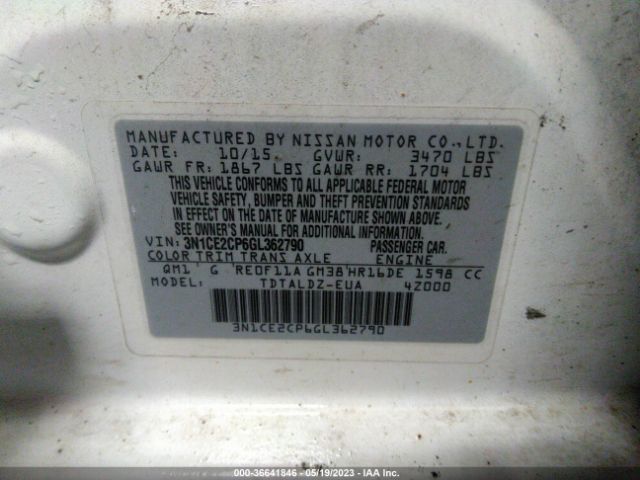 MANUFACTURED BY NISSAN MOTOR CO., LTD.
DATE: 10/15 GVWR: 3470 LBS
GAWR FR: 1867 LBS GAWR RR: 1704 LBS
THIS VEHICLE CONFORMS TO ALL APPLICABLE FEDERAL MOTOR
VEHICLE SAFETY, BUMPER AND THEFT PREVENTION STANDARDS
IN EFFECT ON THE DATE OF MANUFACTURE SHOWN ABOVE.
SEE OWNER'S MANUAL FOR ADDITIONAL INFORMATION.
VIN: 3N1CE2CP6GL362790 PASSENGER CAR.
COLOR TRIM TRANS AXLE ENGINE
QM1 G RE0F11A GM38 HR16DE 1598 CC
MODEL: TDTALDZ-EUA 4Z000
3N1CE2CP6GL362790
000-36641846 - 05/19/2023 - IAA Inc.